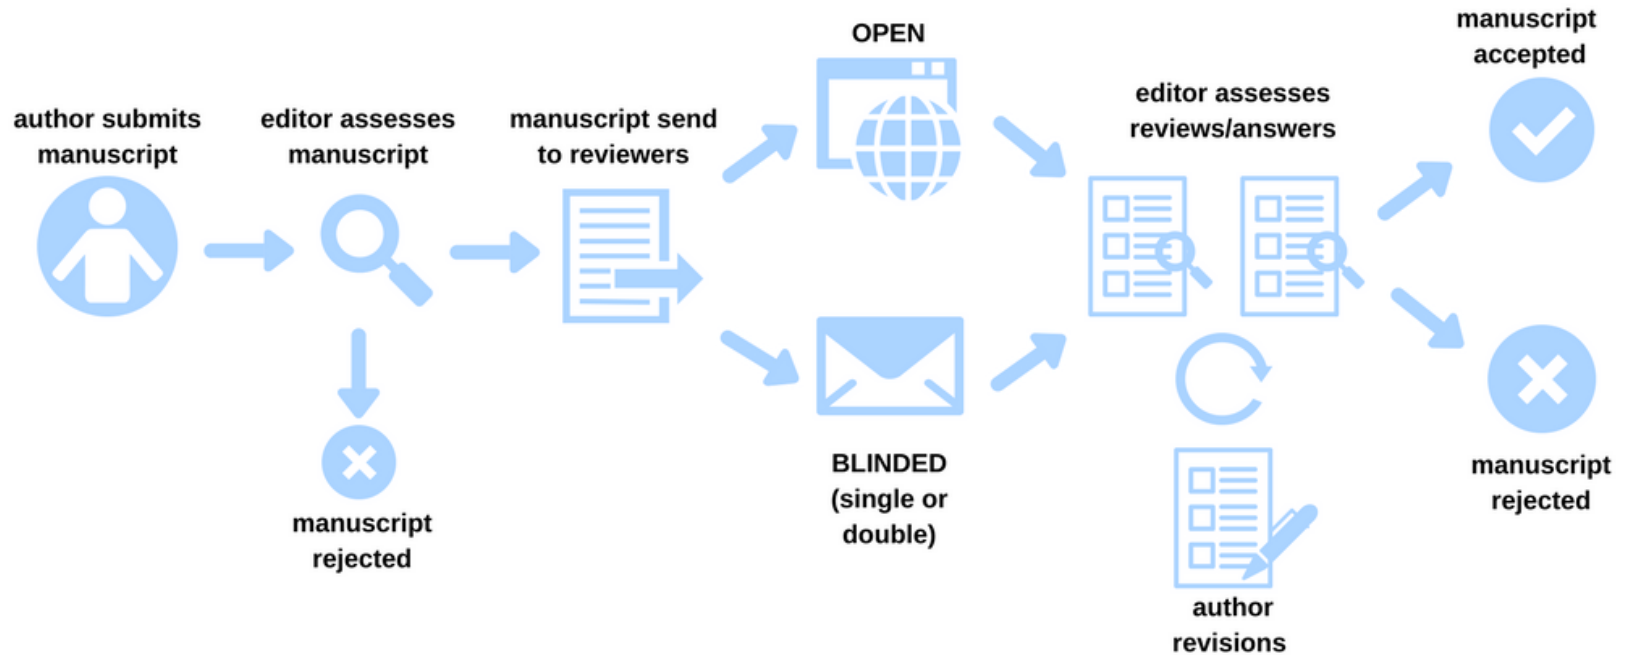 author submits
manuscript
editor assesses
manuscript
manuscript rejected
manuscript send
to reviewers
OPEN
BLINDED
(single or
double)
editor assesses
reviews/answers
author
revisions
manuscript
accepted
manuscript
rejected